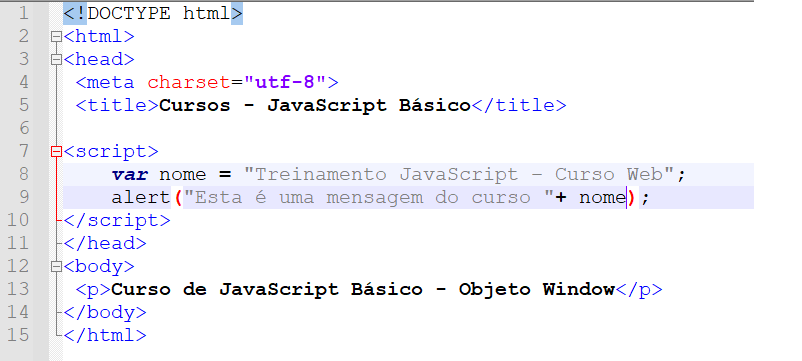 1 <!DOCTYPE html>
2 <html>
3 <head>
4 <meta charset="utf-8">
5 <title>Cursos - JavaScript Básico</title>
6
7 <script>
8 var nome = "Treinamento JavaScript – Curso Web";
9 alert("Esta é uma mensagem do curso "+ nome);
10 </script>
11 </head>
12 <body>
13 <p>Curso de JavaScript Básico - Objeto Window</p>
14 </body>
15 </html>